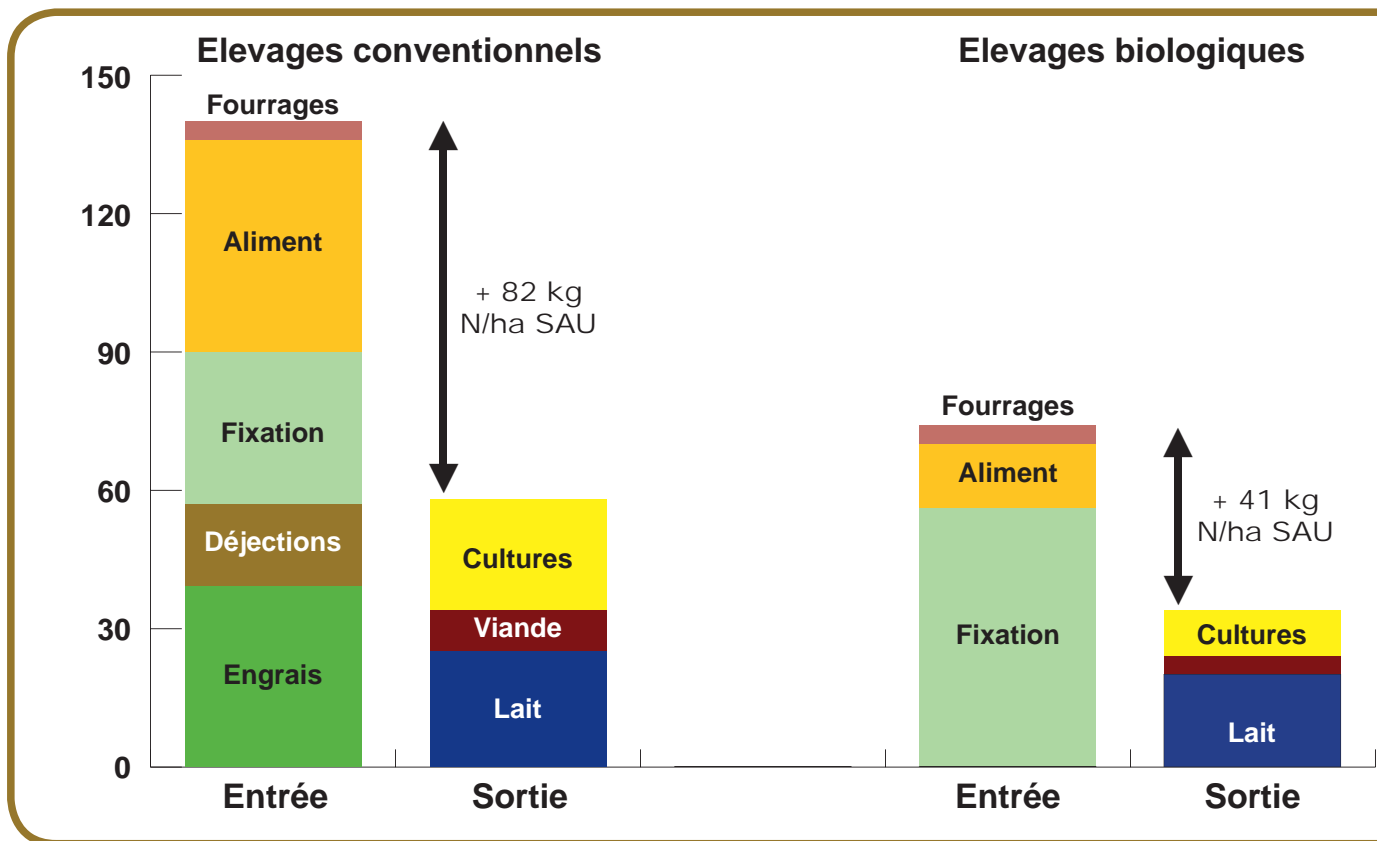 Elevages conventionnels
Elevages biologiques
150
120
90
60
30
0
Fourrages
Aliment
Fixation
Déjections
Engrais
+ 82 kg
N/ha SAU
Cultures
Viande
Lait
Fourrages
Aliment
Fixation
+ 41 kg
N/ha SAU
Cultures
Lait
Entrée
Sortie
Entrée
Sortie